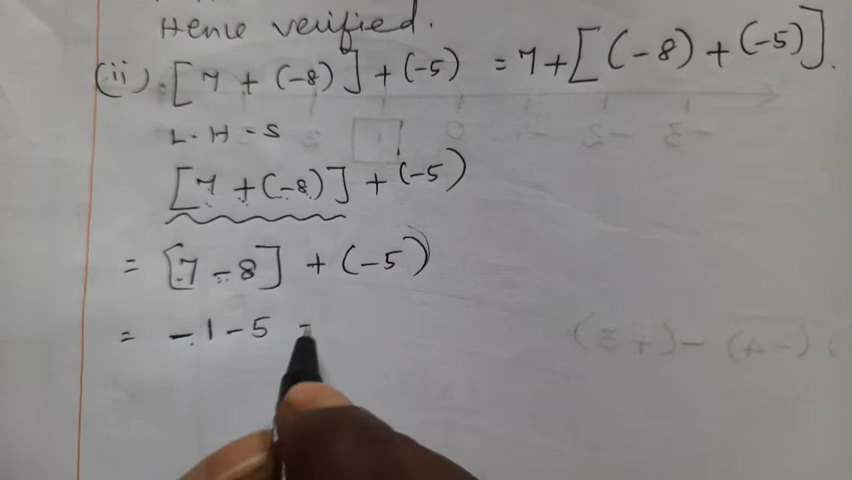 Hence verified.
(ii). [7 + (-8)] + (-5) = 7 + [(-8) + (-5)].
L.H-S
[7 + (-8)] + (-5)
= [7 - 8] + (-5)
= - 1 - 5 =